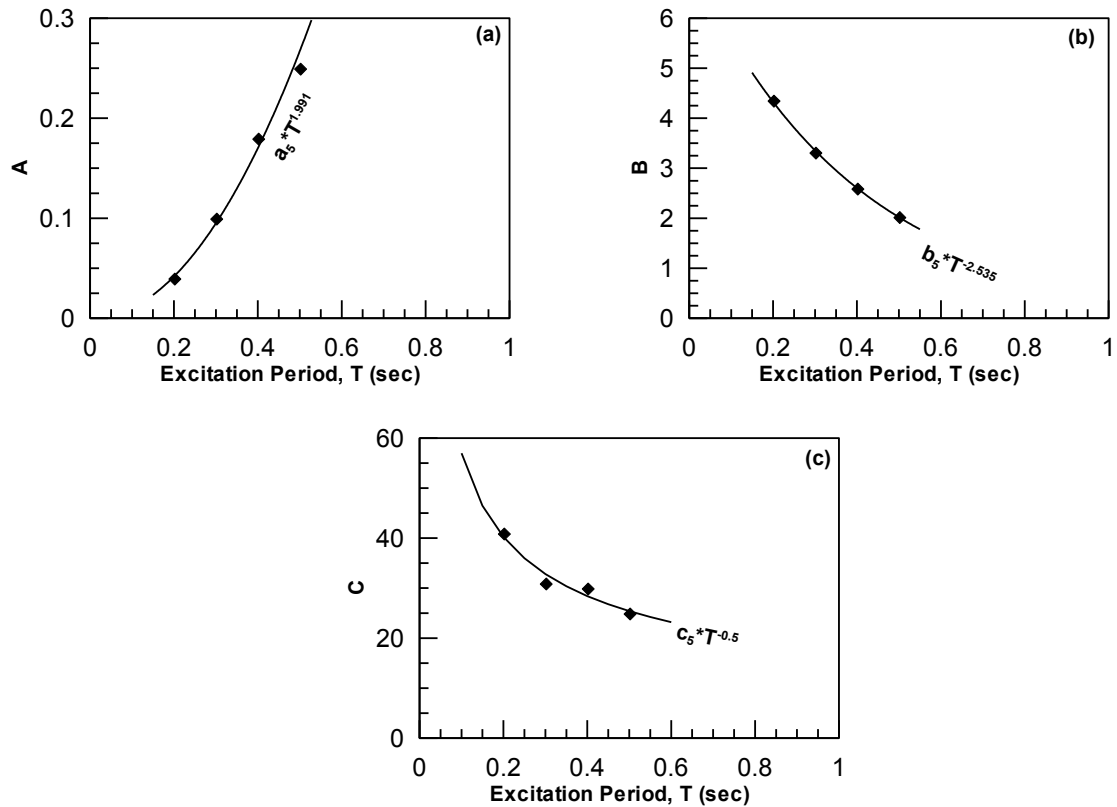 (a)
0.3
0.2
0.1
0
A
a5*T1.991
0 0.2 0.4 0.6 0.8 1
Excitation Period, T (sec)
(b)
6
5
4
3
2
1
0
B
b5*T-2.535
0 0.2 0.4 0.6 0.8 1
Excitation Period, T (sec)
(c)
60
40
20
0
C
c5*T-0.5
0 0.2 0.4 0.6 0.8 1
Excitation Period, T (sec)